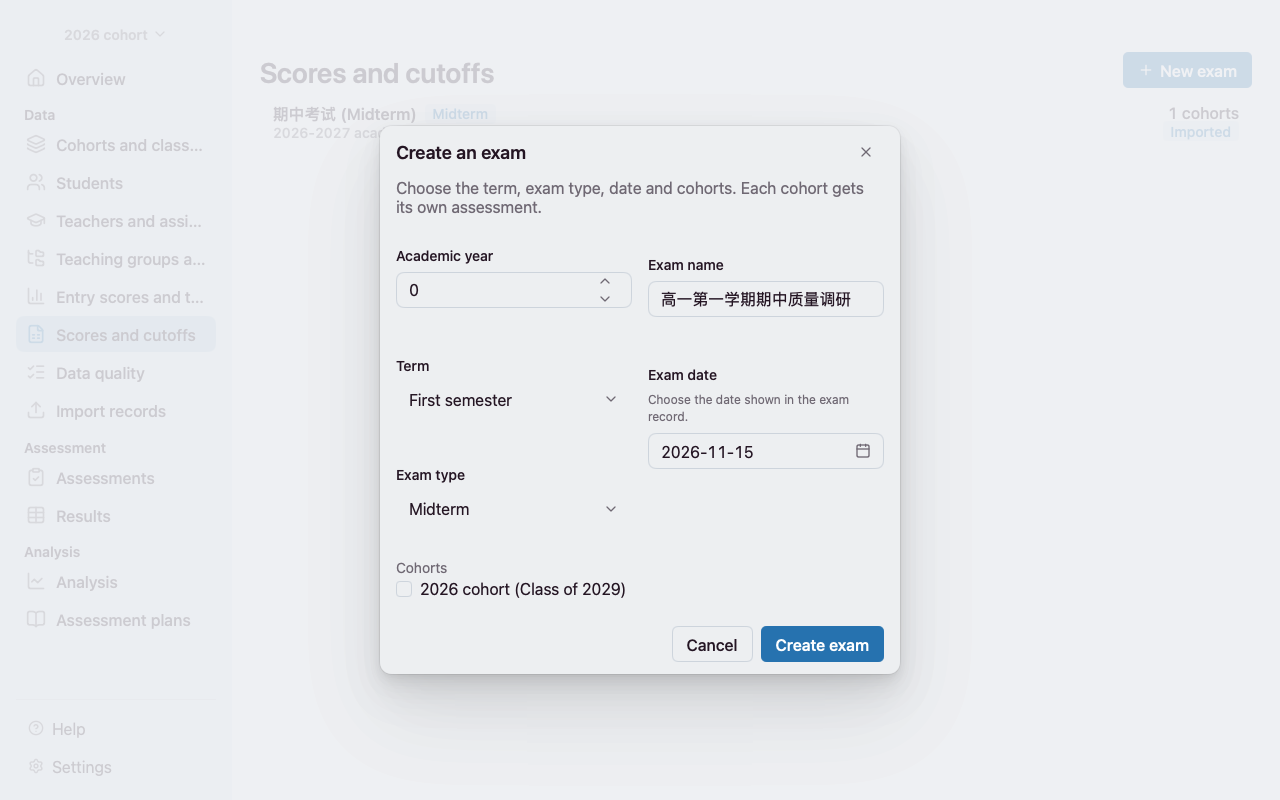 2026 cohort
Overview
Data
Cohorts and class...
Students
Teachers and assi...
Teaching groups a...
Entry scores and t...
Scores and cutoffs
Data quality
Import records
Assessment
Assessments
Results
Analysis
Analysis
Assessment plans
Help
Settings
Scores and cutoffs
New exam
期中考试 (Midterm)
Midterm
1 cohorts
2026-2027 aca
Imported
Create an exam
Choose the term, exam type, date and cohorts. Each cohort gets
its own assessment.
Academic year
0
Exam name
高一第一学期期中质量调研
Term
First semester
Exam date
Choose the date shown in the exam
record.
2026-11-15
Exam type
Midterm
Cohorts
2026 cohort (Class of 2029)
Cancel
Create exam